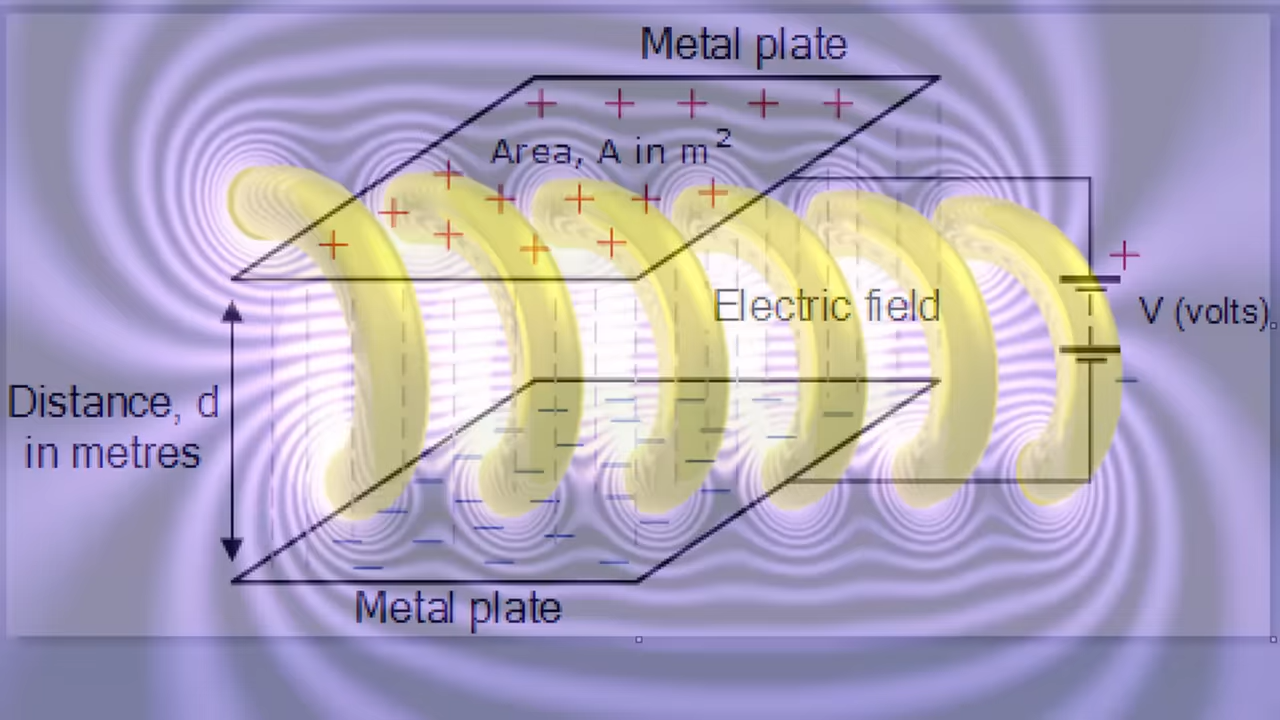 Metal plate
Area, A in m²
Electric field
V (volts)
Distance, d
in metres
Metal plate